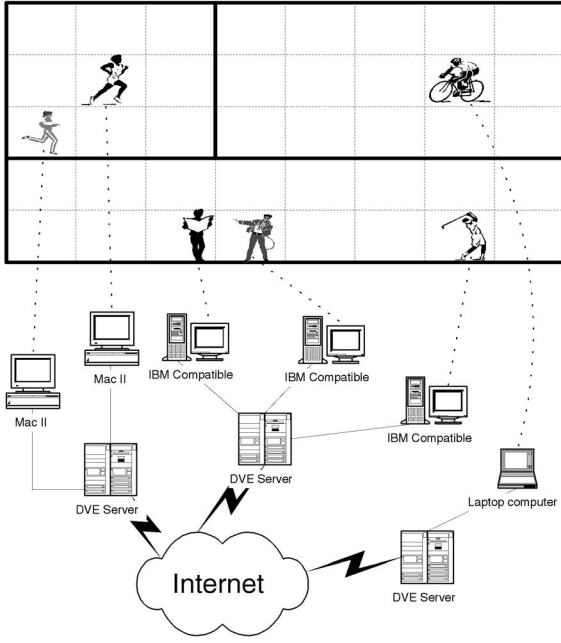 Mac II
IBM Compatible
IBM Compatible
Mac II
IBM Compatible
DVE Server
DVE Server
Laptop computer
Internet
DVE Server